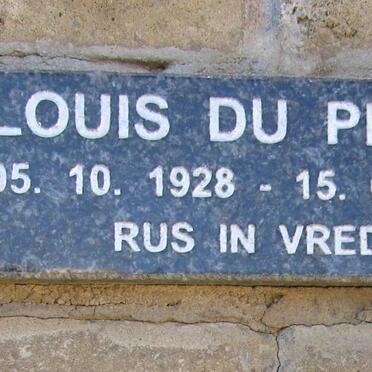 LOUIS DU P
05. 10. 1928 - 15.
RUS IN VRED